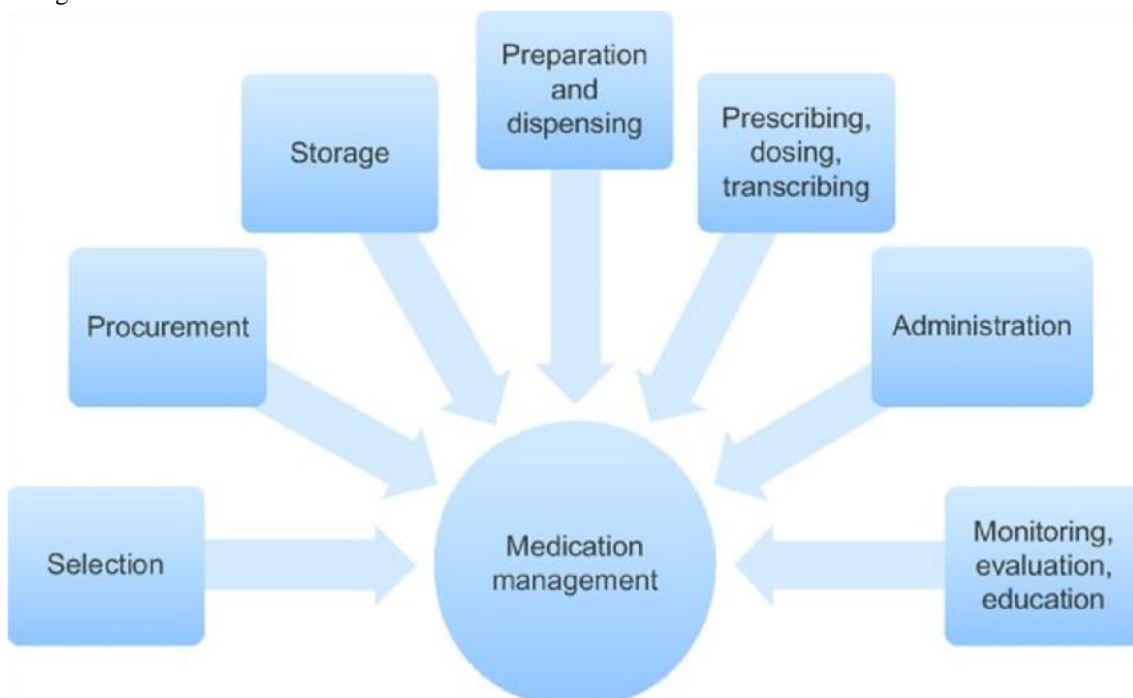 Preparation
and
dispensing
Prescribing,
dosing,
transcribing
Storage
Procurement
Administration
Selection
Medication
management
Monitoring,
evaluation,
education